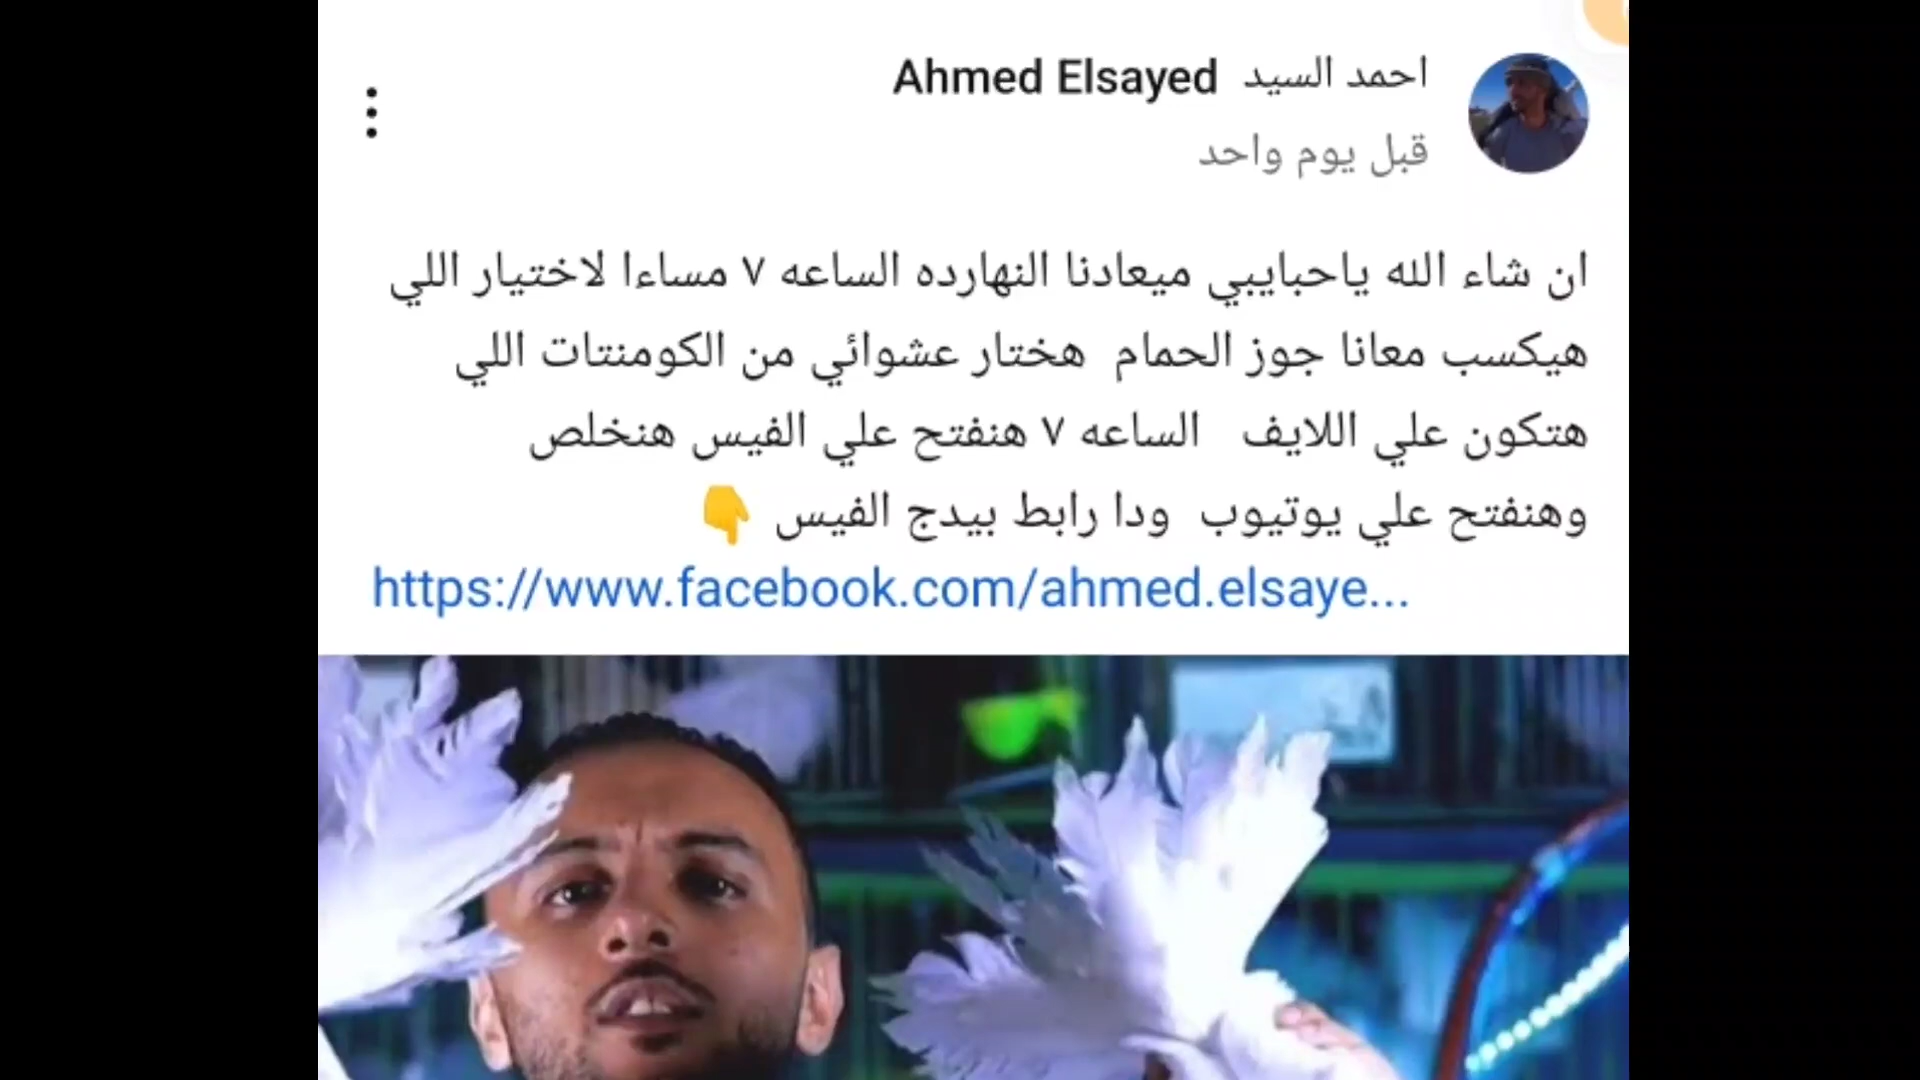 احمد السيد Ahmed Elsayed
قبل يوم واحد
ان شاء الله ياحبايبي ميعادنا النهارده الساعه ٧ مساءا لاختيار اللي
هيكسب معانا جوز الحمام هختار عشوائي من الكومنتات اللي
هتكون علي اللايف الساعه ٧ هنفتح علي الفيس هنخلص
وهنفتح علي يوتيوب ودا رابط بيدج الفيس 👇
https://www.facebook.com/ahmed.elsaye...